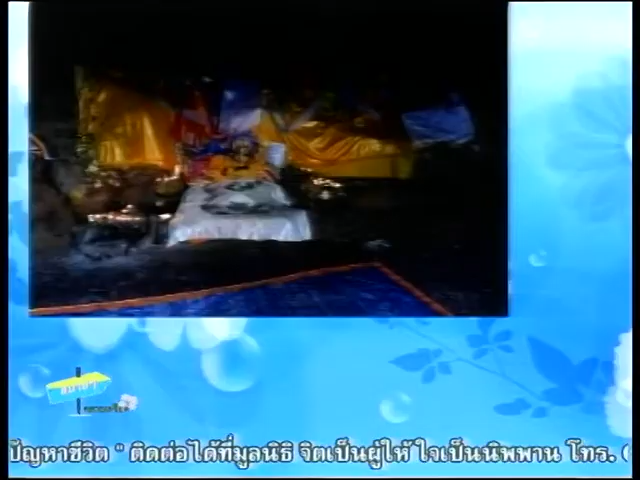 ปัญหาชีวิต " ติดต่อได้ที่มูลนิธิ จิตเป็นผู้ให้ ใจเป็นนิพพาน โทร.